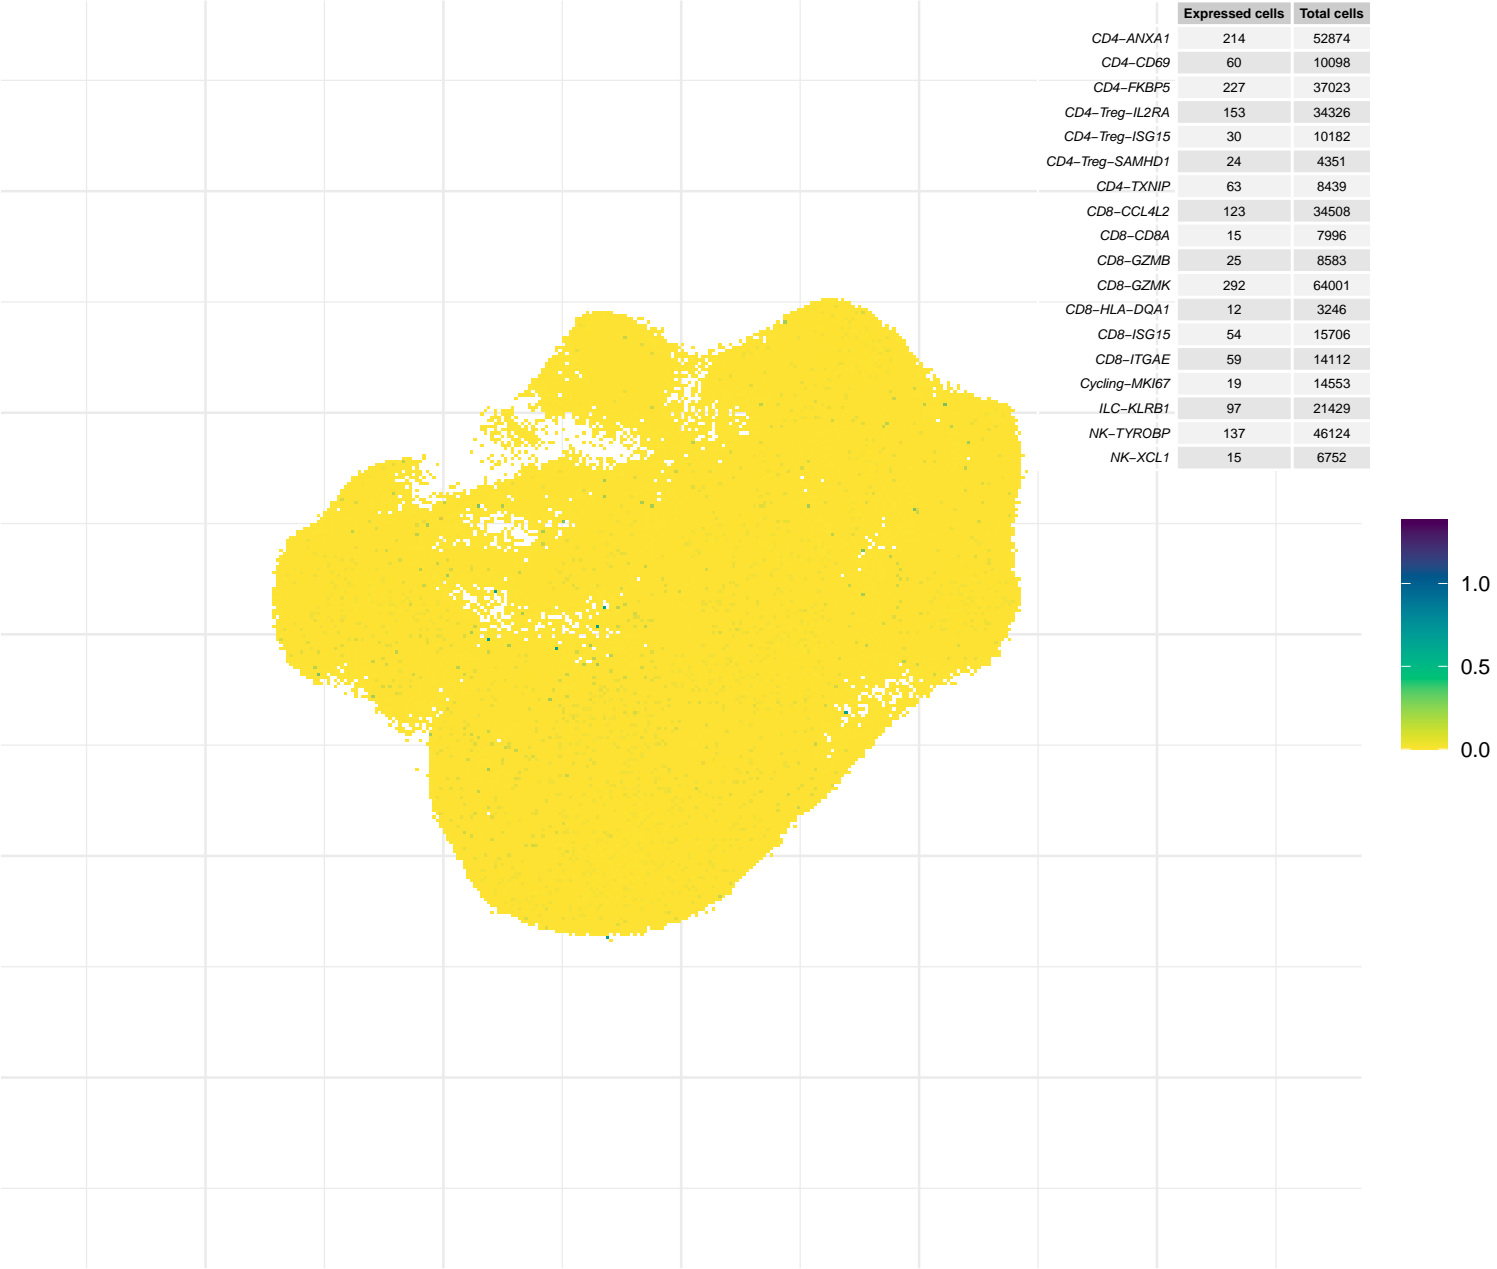 Expressed cells Total cells
CD4−ANXA1 214 52874
CD4−CD69 60 10098
CD4−FKBP5 227 37023
CD4−Treg−IL2RA 153 34326
CD4−Treg−ISG15 30 10182
CD4−Treg−SAMHD1 24 4351
CD4−TXNIP 63 8439
CD8−CCL4L2 123 34508
CD8−CD8A 15 7996
CD8−GZMB 25 8583
CD8−GZMK 292 64001
CD8−HLA−DQA1 12 3246
CD8−ISG15 54 15706
CD8−ITGAE 59 14112
Cycling−MKI67 19 14553
ILC−KLRB1 97 21429
NK−TYROBP 137 46124
NK−XCL1 15 6752
1.0
0.5
0.0